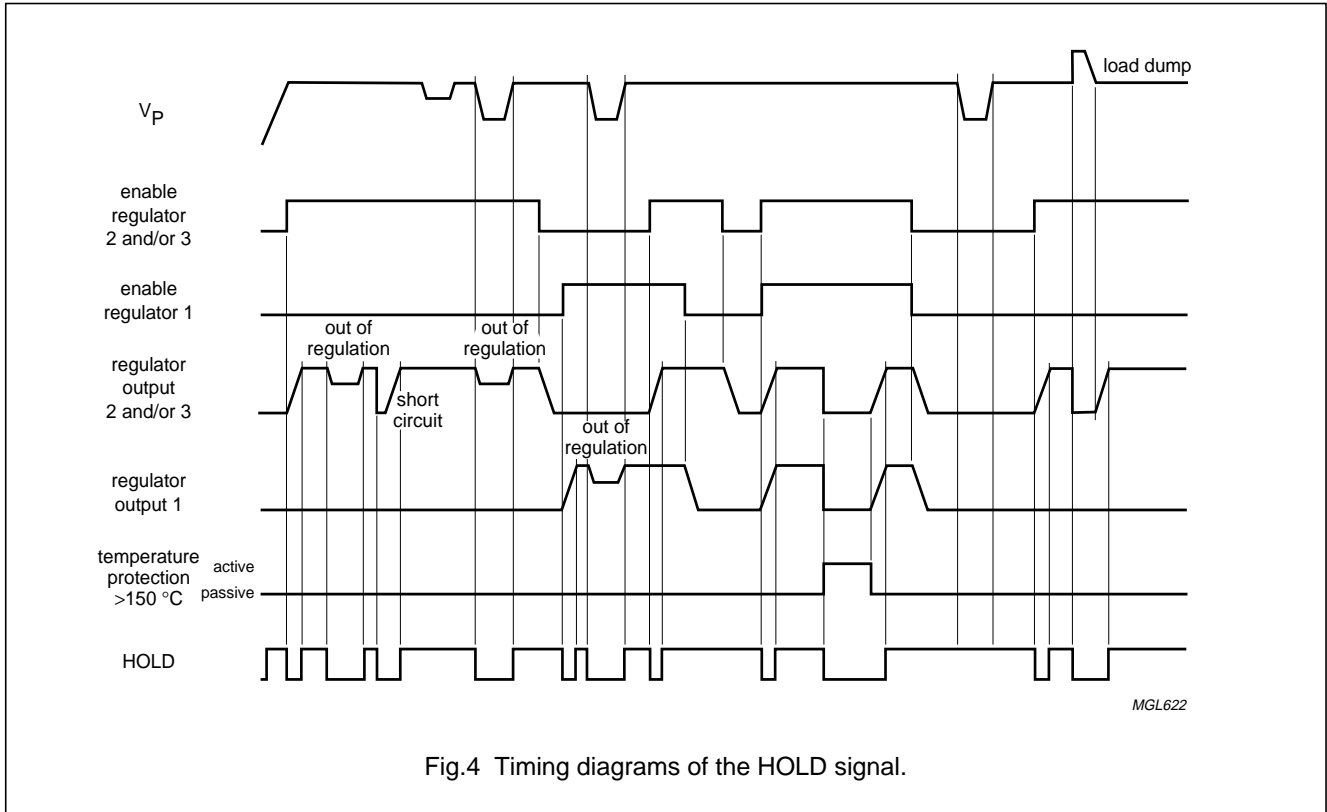 load dump
VP
enable
regulator
2 and/or 3
enable
regulator 1
out of
regulation
out of
regulation
regulator
output
2 and/or 3
short
circuit
out of
regulation
regulator
output 1
temperature
protection
>150 °C
active
passive
HOLD
MGL622
Fig.4 Timing diagrams of the HOLD signal.